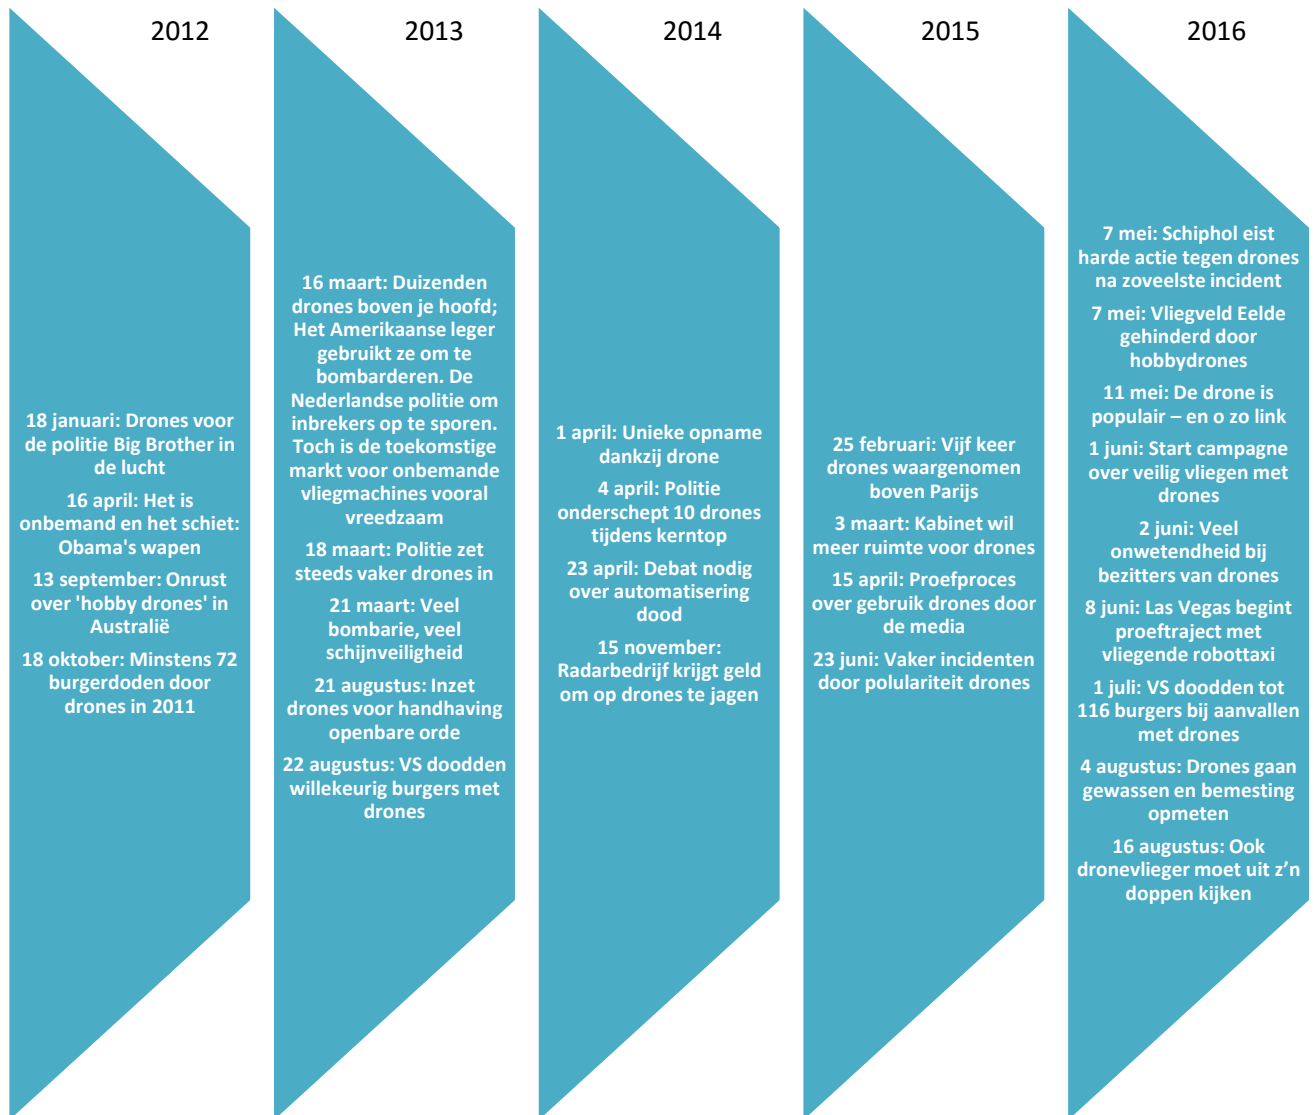 2012
18 januari: Drones voor
de politie Big Brother in
de lucht
16 april: Het is
onbemand en het schiet:
Obama's wapen
13 september: Onrust
over 'hobby drones' in
Australië
18 oktober: Minstens 72
burgerdoden door
drones in 2011
2013
16 maart: Duizenden
drones boven je hoofd;
Het Amerikaanse leger
gebruikt ze om te
bombarderen. De
Nederlandse politie om
inbrekers op te sporen.
Toch is de toekomstige
markt voor onbemande
vliegmachines vooral
vreedzaam
18 maart: Politie zet
steeds vaker drones in
21 maart: Veel
bombarie, veel
schijnveiligheid
21 augustus: Inzet
drones voor handhaving
openbare orde
22 augustus: VS doodden
willekeurig burgers met
drones
2014
1 april: Unieke opname
dankzij drone
4 april: Politie
onderschept 10 drones
tijdens kerntop
23 april: Debat nodig
over automatisering
dood
15 november:
Radarbedrijf krijgt geld
om op drones te jagen
2015
25 februari: Vijf keer
drones waargenomen
boven Parijs
3 maart: Kabinet wil
meer ruimte voor drones
15 april: Proefproces
over gebruik drones door
de media
23 juni: Vaker incidenten
door polulariteit drones
2016
7 mei: Schiphol eist
harde actie tegen drones
na zoveelste incident
7 mei: Vliegveld Eelde
gehinderd door
hobbydrones
11 mei: De drone is
populair – en o zo link
1 juni: Start campagne
over veilig vliegen met
drones
2 juni: Veel
onwetendheid bij
bezitters van drones
8 juni: Las Vegas begint
proeftraject met
vliegende robottaxi
1 juli: VS doodden tot
116 burgers bij aanvallen
met drones
4 augustus: Drones gaan
gewassen en bemesting
opmeten
16 augustus: Ook
dronevlieger moet uit z’n
doppen kijken